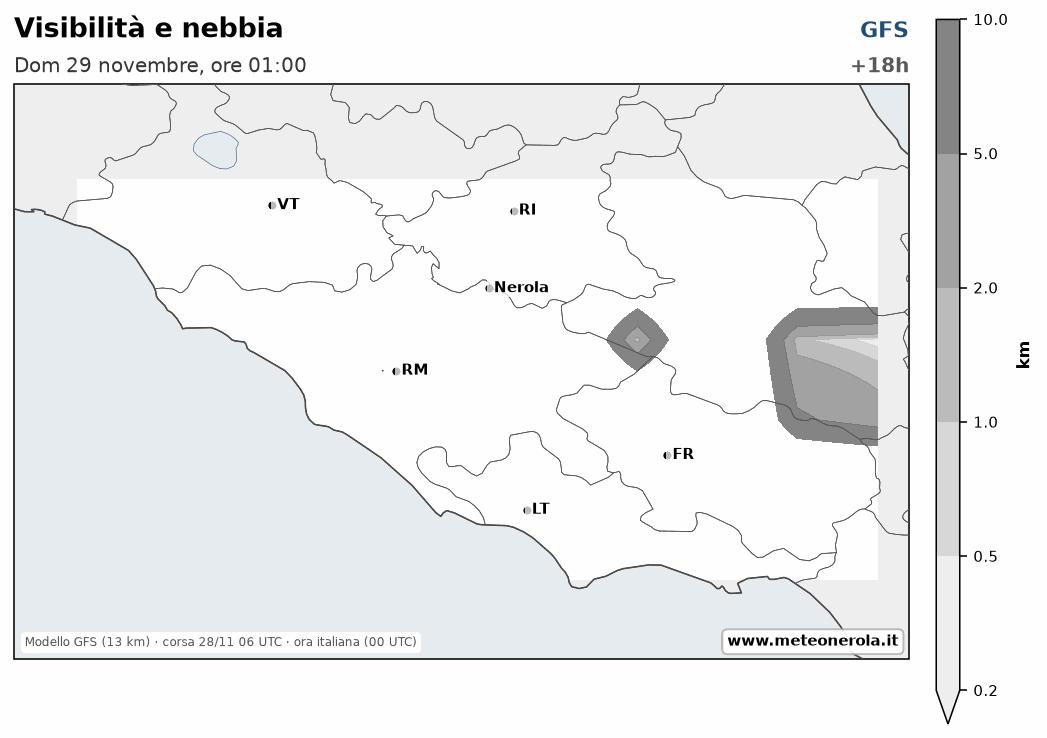 Visibilità e nebbia
GFS
Dom 29 novembre, ore 01:00
+18h
VT
RI
Nerola
RM
FR
LT
Modello GFS (13 km) · corsa 28/11 06 UTC · ora italiana (00 UTC)
www.meteonerola.it
10.0
5.0
2.0
1.0
0.5
0.2
km